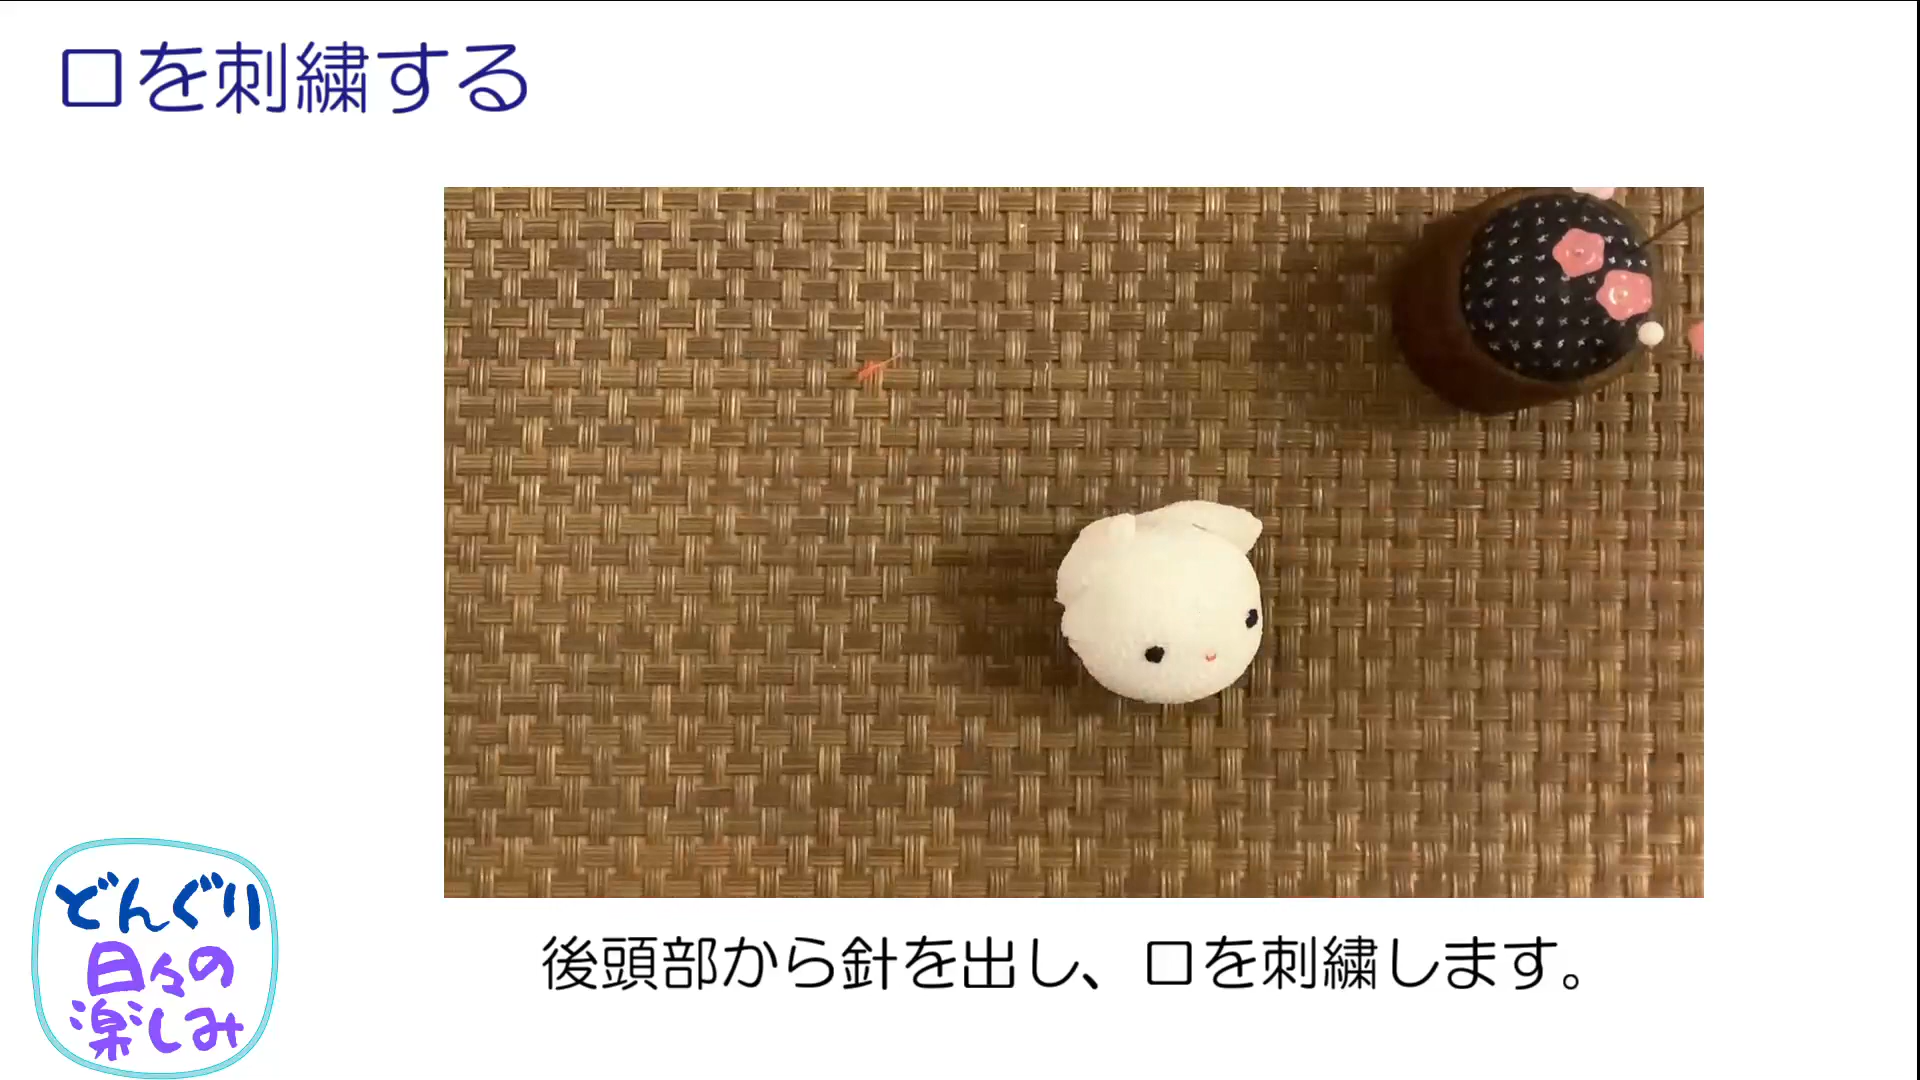 口を刺繍する
後頭部から針を出し、口を刺繍します。
どんぐり
日々の
楽しみ